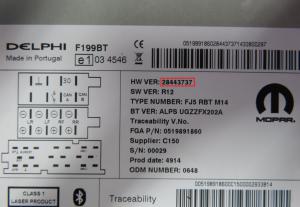 DELPHI F199BT
Made in Portugal
e1 03 4546
HW VER: 28443737
SW VER: R12
TYPE NUMBER: FJ5 RBT M14
BT VER: ALPS UGZZFX202A
Traceability V.No:
FGA P/N: 0519891860
Supplier: C150
S/N: 00029
Prod date: 4914
ODM NUMBER: 0648
MOPAR
CLASS 1
LASER PRODUCT
Bluetooth
Traceability